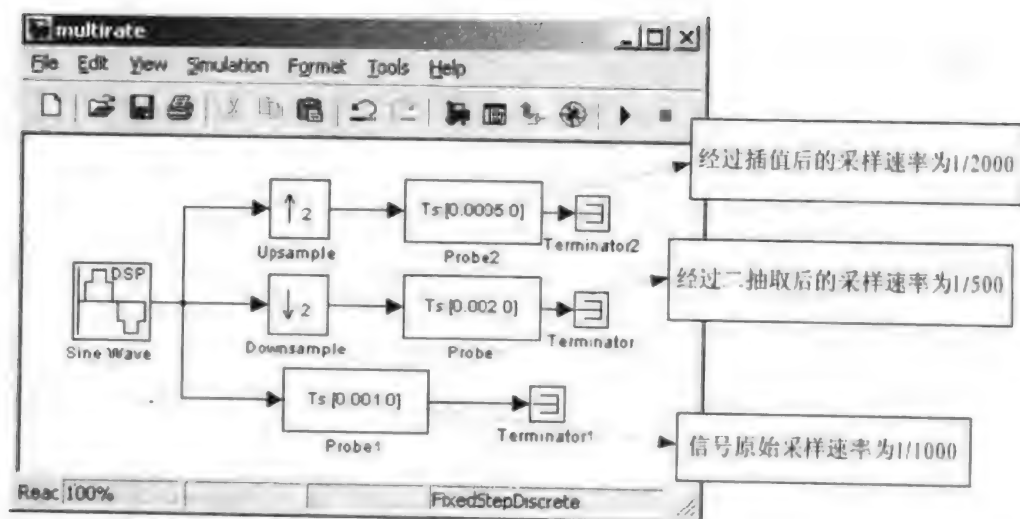 multirate
File Edit View Simulation Format Tools Help
经过插值后的采样速率为1/2000
↑2
Ts [0.0005 0]
Upsample
Probe2
Terminator2
经过二抽取后的采样速率为1/500
DSP
↓2
Ts [0.002 0]
Sine Wave
Downsample
Probe
Terminator
Ts [0.001 0]
Probe1
Terminator1
信号原始采样速率为1/1000
Reac 100%
FixedStepDiscrete